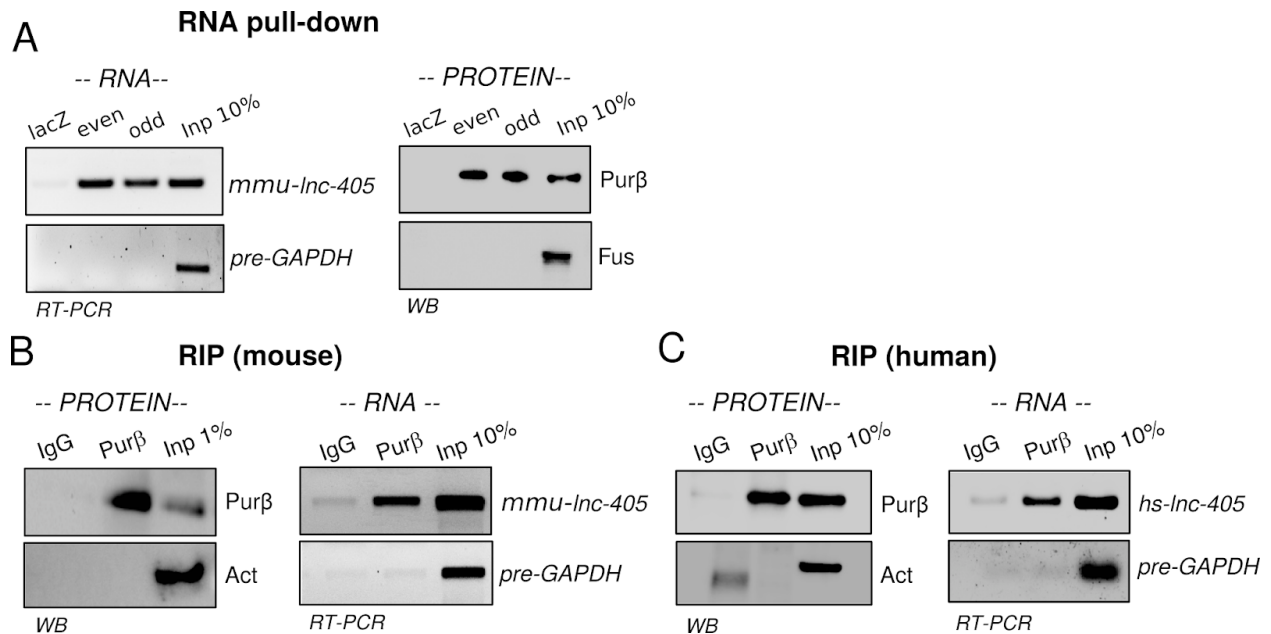 A
RNA pull-down
-- RNA--
lacZ even odd Inp 10%
mmu-lnc-405
pre-GAPDH
RT-PCR
-- PROTEIN--
lacZ even odd Inp 10%
Purβ
Fus
WB
B
RIP (mouse)
-- PROTEIN--
IgG Purβ Inp 1%
Purβ
Act
WB
-- RNA --
IgG Purβ Inp 10%
mmu-lnc-405
pre-GAPDH
RT-PCR
C
RIP (human)
-- PROTEIN--
IgG Purβ Inp 10%
Purβ
Act
WB
-- RNA --
IgG Purβ Inp 10%
hs-lnc-405
pre-GAPDH
RT-PCR